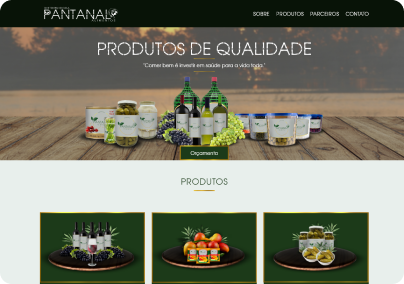 PANTANAL
SOBRE PRODUTOS PARCEIROS CONTATO
PRODUTOS DE QUALIDADE
"Comer bem é investir em saúde para a vida toda."
Orçamento
PRODUTOS